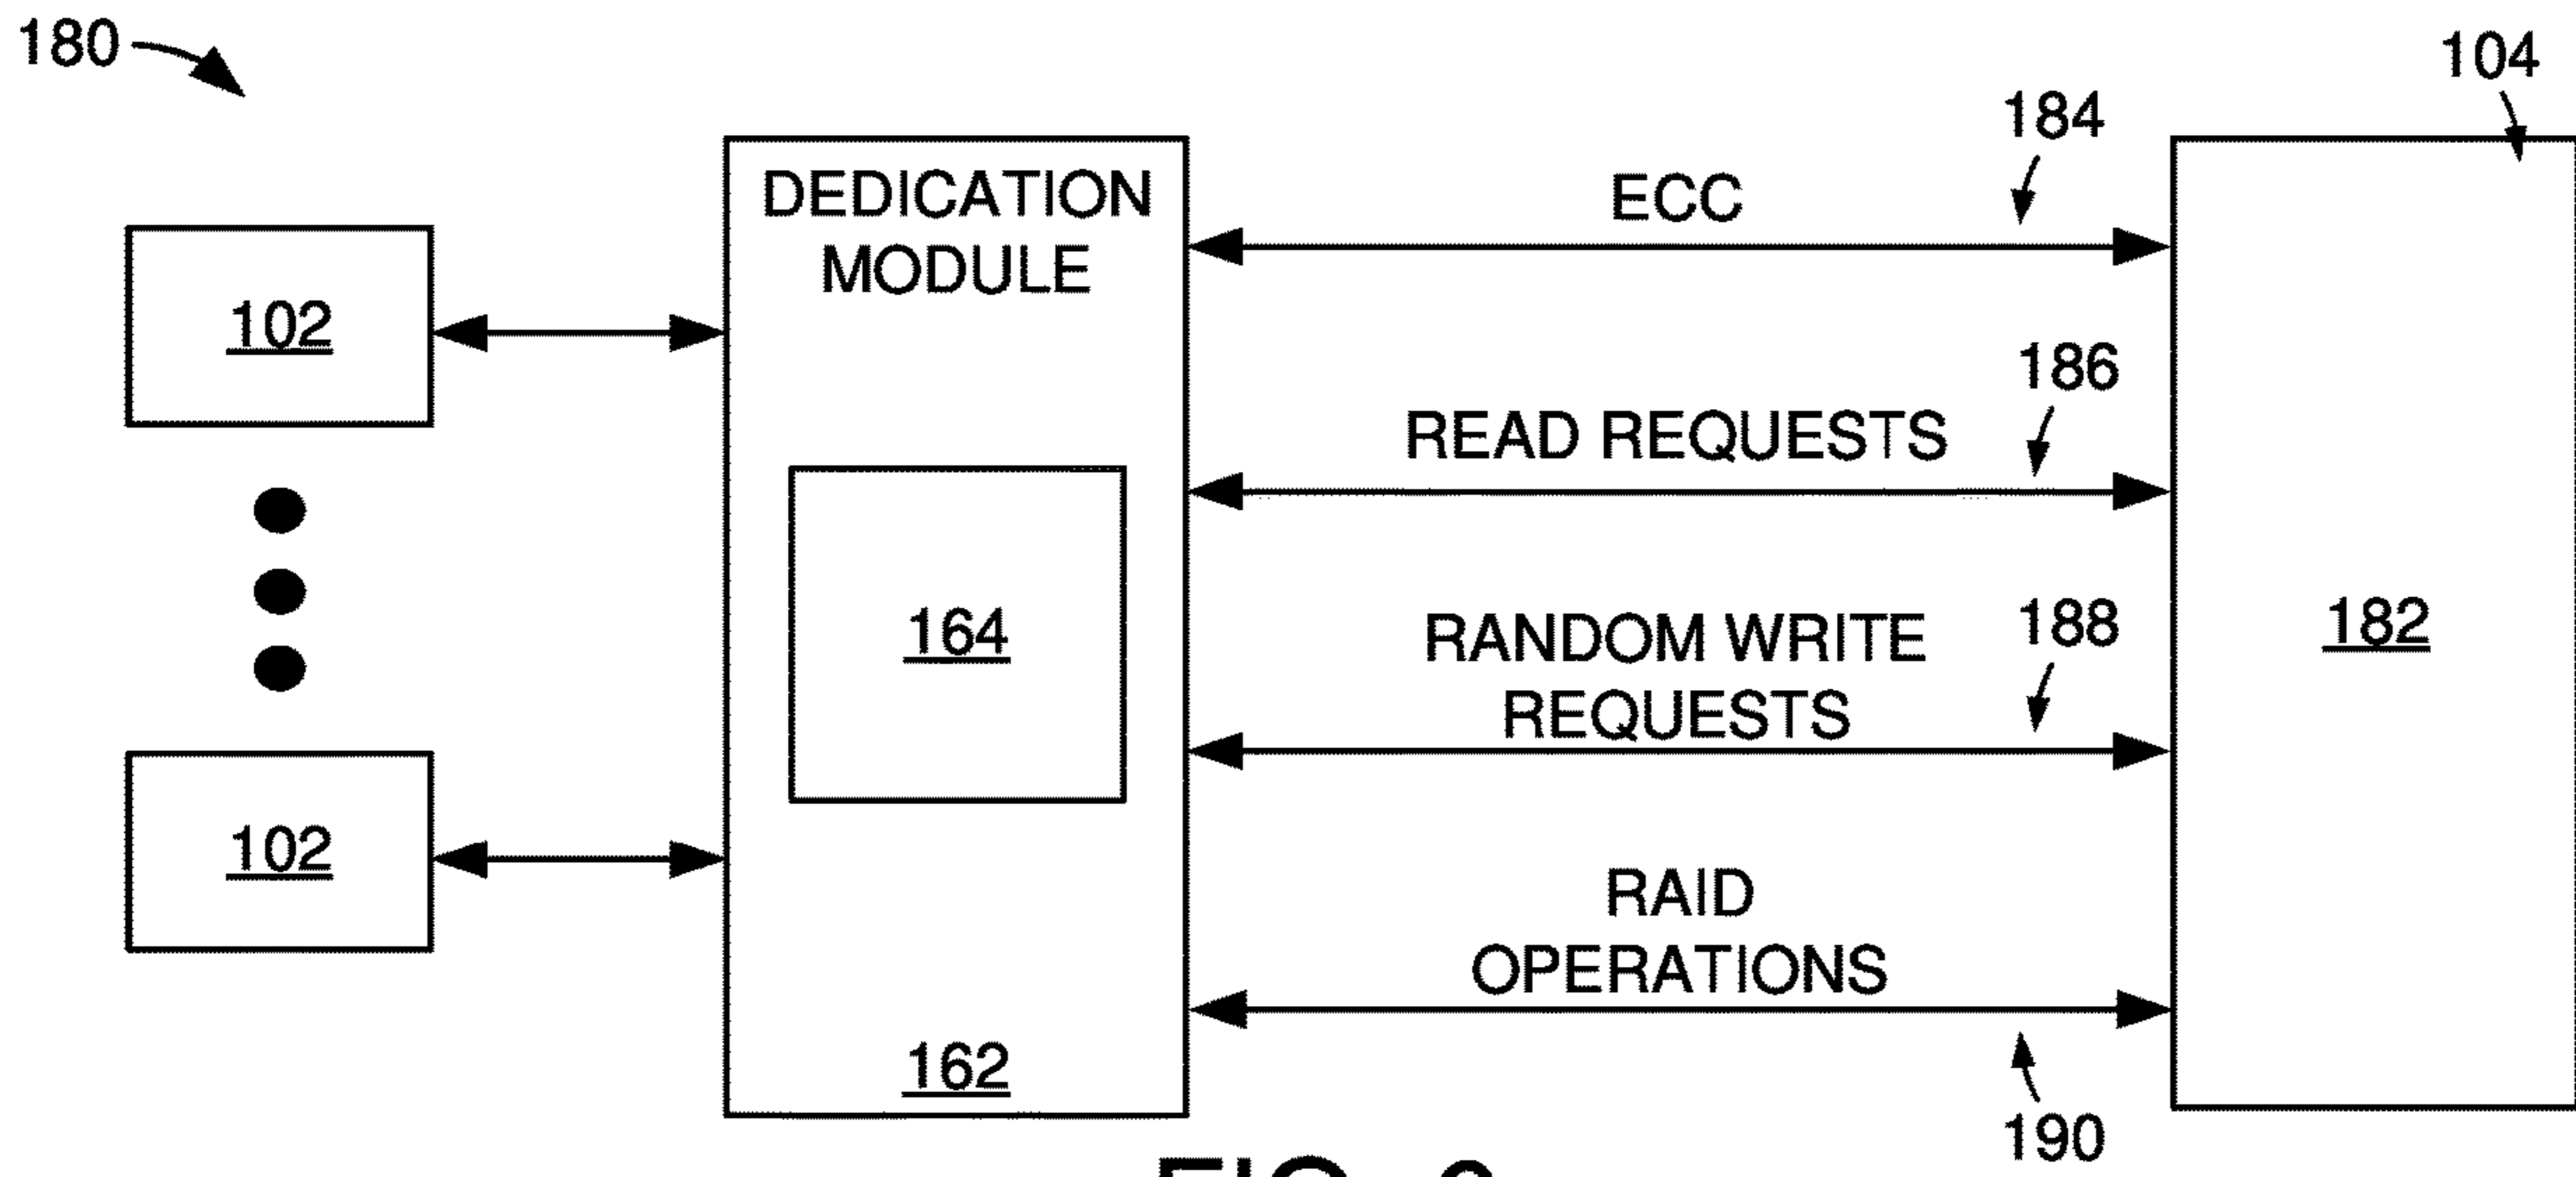 180
104
184
DEDICATION
MODULE
ECC
102
186
READ REQUESTS
164
188
RANDOM WRITE
REQUESTS
182
102
RAID
OPERATIONS
162
190